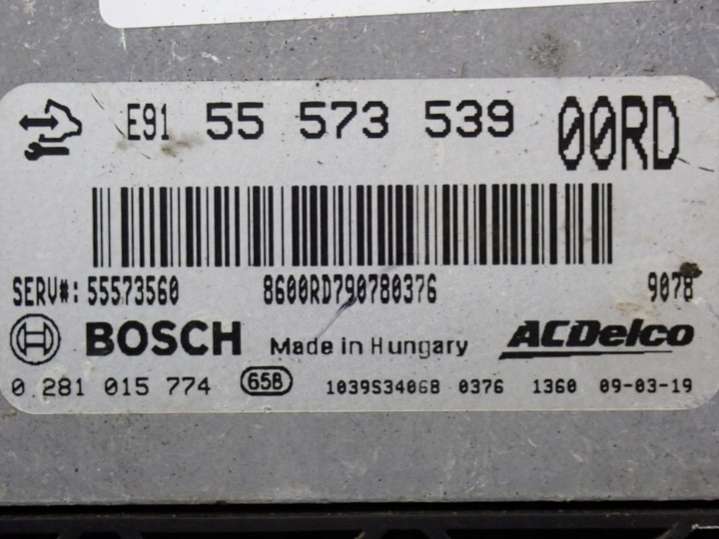 E91 55 573 539 00RD
SERV#: 55573560 8600RD790780376 9078
BOSCH Made in Hungary ACDelco
0 281 015 774 65B 1039S34068 0376 1360 09-03-19